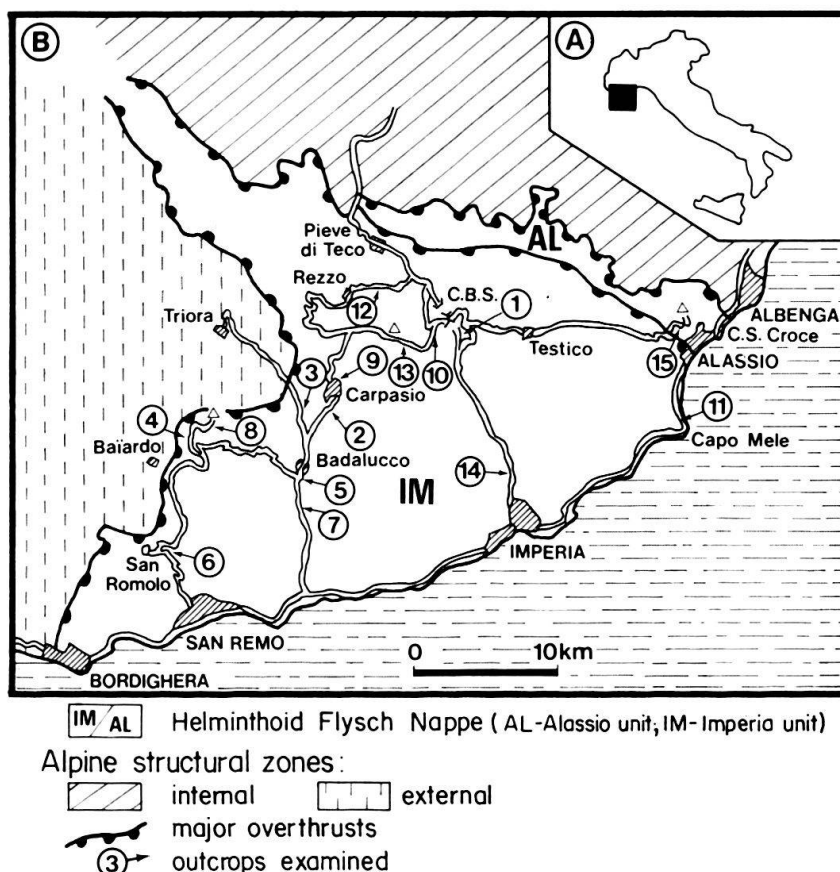 B
A
AL
Pieve
di Teco
Rezzo
C.B.S.
1
12
Triora
ALBENGA
C.S. Croce
Testico
13
10
15
ALASSIO
3
9
Carpasio
11
4
8
2
Capo Mele
Baïardo
Badalucco
14
5
IM
7
IMPERIA
6
San
Romolo
SAN REMO
0 10km
BORDIGHERA
IM/AL Helminthoid Flysch Nappe (AL-Alassio unit; IM-Imperia unit)
Alpine structural zones:
internal external
major overthrusts
3 outcrops examined